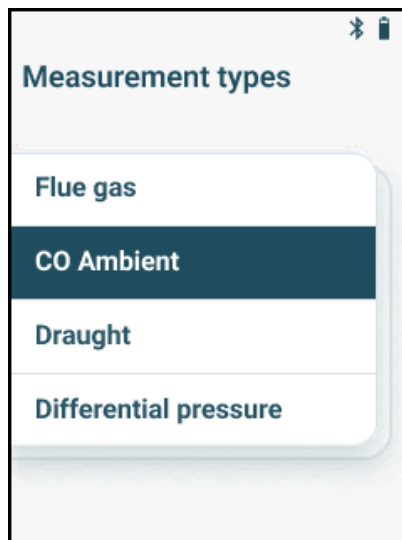 Measurement types
Flue gas
CO Ambient
Draught
Differential pressure